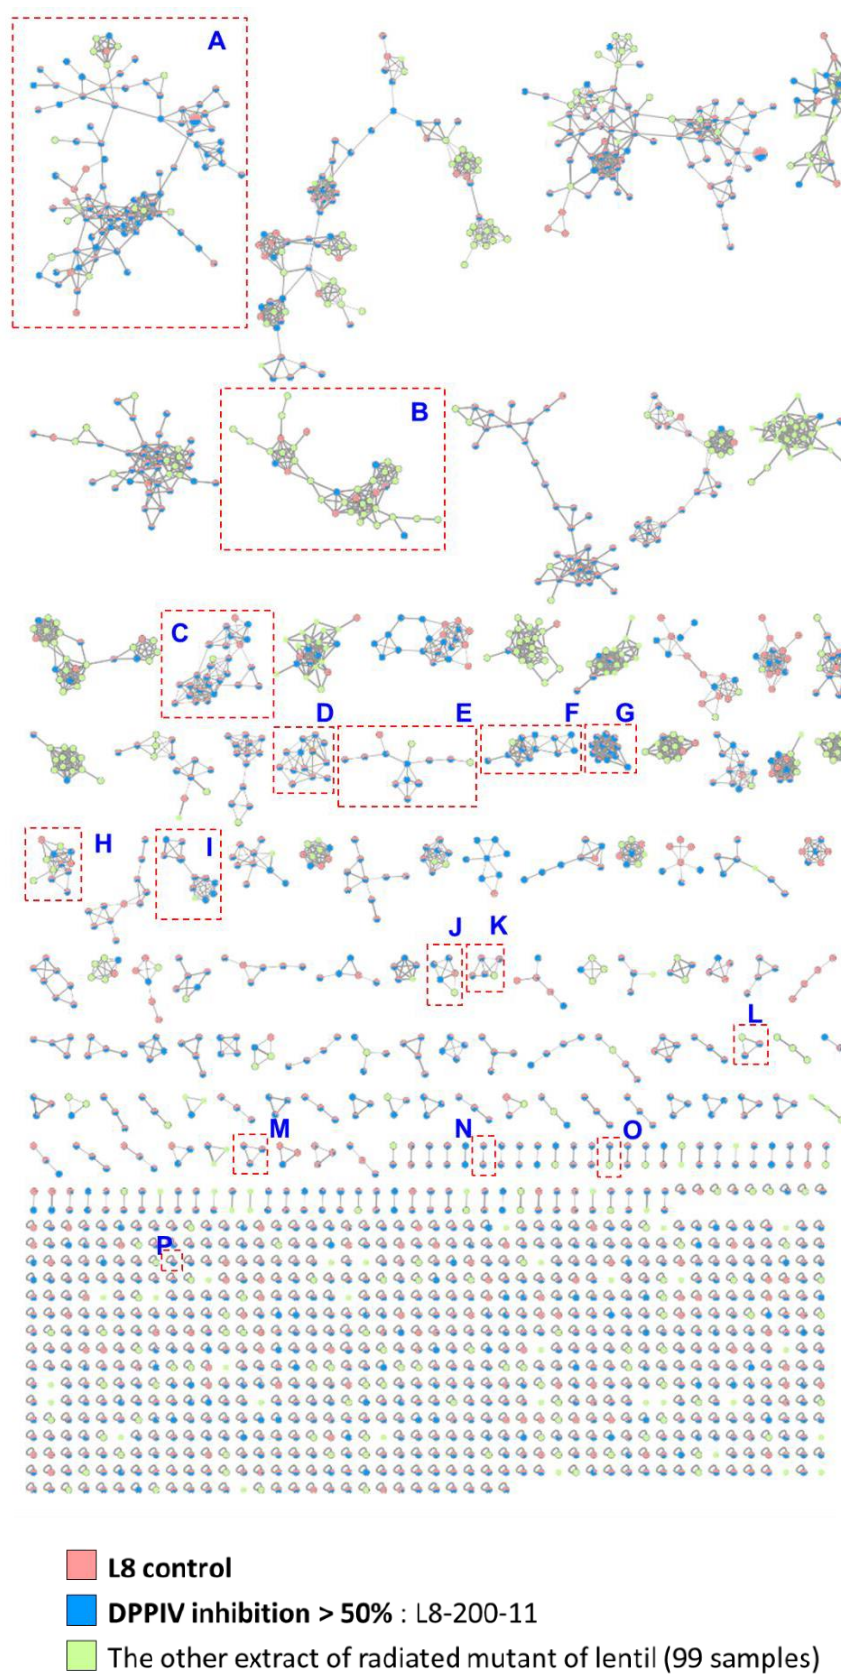 A
B
C
D
E
F
G
H
I
J
K
L
M
N
O
P
L8 control
DPPIV inhibition > 50% : L8-200-11
The other extract of radiated mutant of lentil (99 samples)